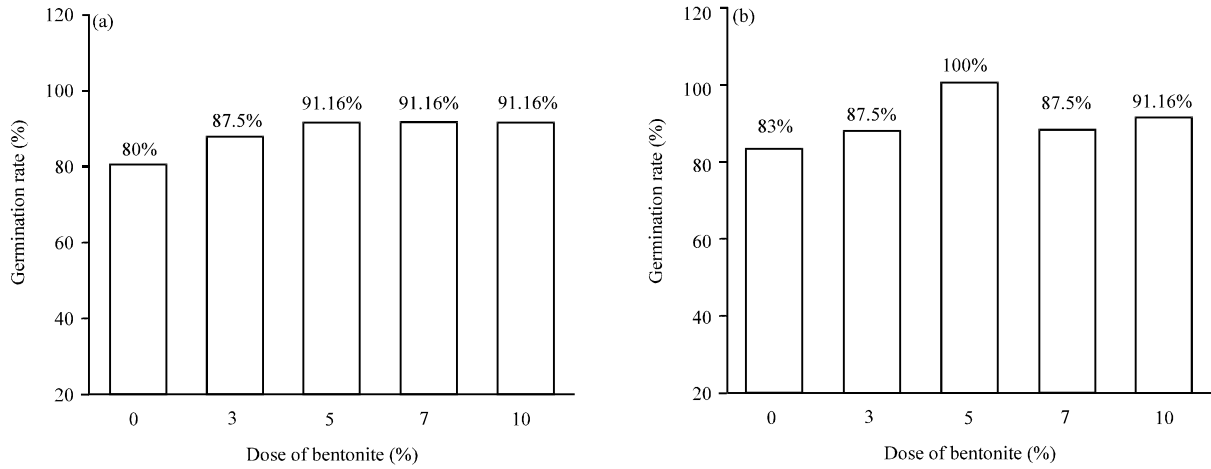 (a)
120
100
80
60
40
20
Germination rate (%)
80%
87.5%
91.16%
91.16%
91.16%
0 3 5 7 10
Dose of bentonite (%)
(b)
120
100
80
60
40
20
Germination rate (%)
83%
87.5%
100%
87.5%
91.16%
0 3 5 7 10
Dose of bentonite (%)